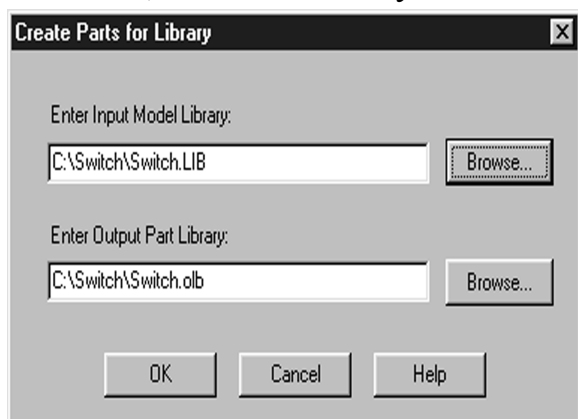 Create Parts for Library
Enter Input Model Library:
C:\Switch\Switch.LIB
Browse...
Enter Output Part Library:
C:\Switch\Switch.olb
Browse...
OK
Cancel
Help